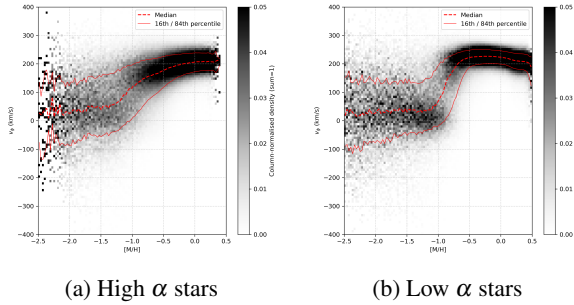 Median
16th / 84th percentile
400
300
200
100
0
−100
−200
−300
−400
vϕ (km/s)
−2.5 −2.0 −1.5 −1.0 −0.5 0.0 0.5
[M/H]
0.05
0.04
0.03
0.02
0.01
0.00
Column-normalised density (sum=1)
(a) High α stars
Median
16th / 84th percentile
400
300
200
100
0
−100
−200
−300
−400
vϕ (km/s)
−2.5 −2.0 −1.5 −1.0 −0.5 0.0 0.5
[M/H]
0.05
0.04
0.03
0.02
0.01
0.00
(b) Low α stars